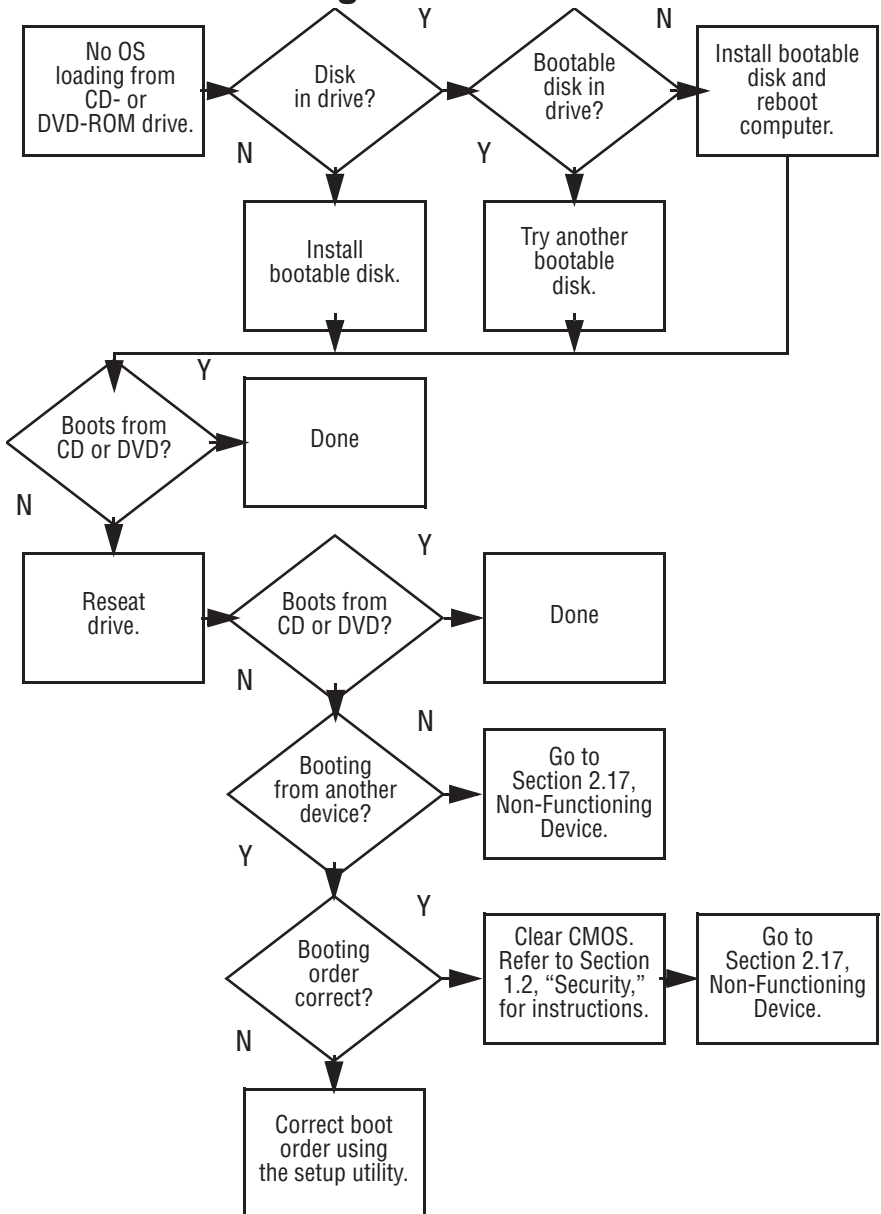 Y
N
No OS
loading from
CD- or
DVD-ROM drive.
Disk
in drive?
Bootable
disk in
drive?
Install bootable
disk and
reboot
computer.
N
Y
Install
bootable disk.
Try another
bootable
disk.
Y
Boots from
CD or DVD?
Done
N
Y
Reseat
drive.
Boots from
CD or DVD?
Done
N
N
Booting
from another
device?
Go to
Section 2.17,
Non-Functioning
Device.
Y
Y
Booting
order
correct?
Clear CMOS.
Refer to Section
1.2, “Security,”
for instructions.
Go to
Section 2.17,
Non-Functioning
Device.
N
Correct boot
order using
the setup utility.